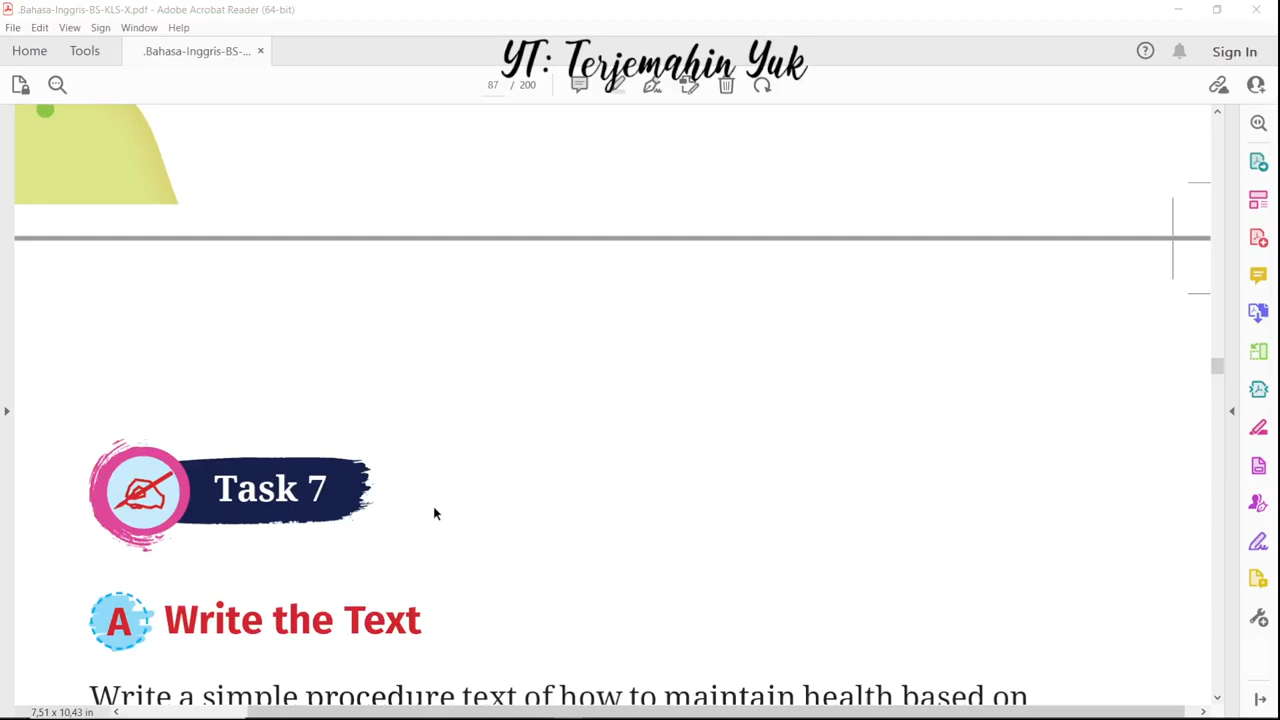 .Bahasa-Inggris-BS-KLS-X.pdf - Adobe Acrobat Reader (64-bit)
File Edit View Sign Window Help
Home Tools .Bahasa-Inggris-BS-... × Sign In
YT: Terjemahin Yuk
87 / 200
Task 7
A Write the Text
Write a simple procedure text of how to maintain health based on
7,51 x 10,43 in